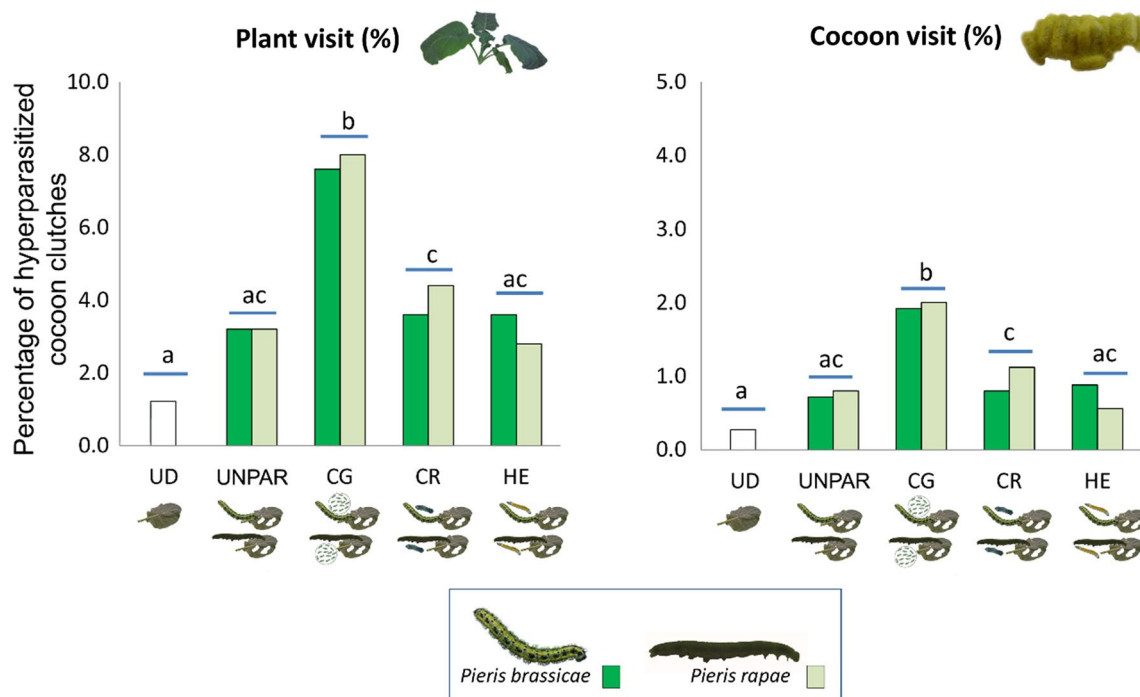 Plant visit (%)
Percentage of hyperparasitized
cocoon clutches
10.0
8.0
6.0
4.0
2.0
0.0
a
ac
b
c
ac
UD UNPAR CG CR HE
Cocoon visit (%)
5.0
4.0
3.0
2.0
1.0
0.0
a
ac
b
c
ac
UD UNPAR CG CR HE
Pieris brassicae Pieris rapae